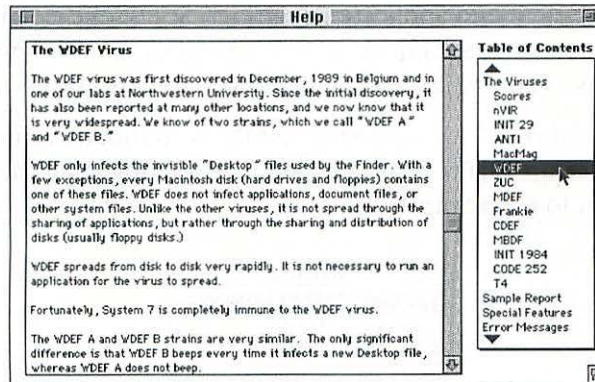 Help
The WDEF Virus
The WDEF virus was first discovered in December, 1989 in Belgium and in
one of our labs at Northwestern University. Since the initial discovery, it
has also been reported at many other locations, and we now know that it
is very widespread. We know of two strains, which we call "WDEF A"
and "WDEF B."
WDEF only infects the invisible "Desktop" files used by the Finder. With a
few exceptions, every Macintosh disk (hard drives and floppies) contains
one of these files. WDEF does not infect applications, document files, or
other system files. Unlike the other viruses, it is not spread through the
sharing of applications, but rather through the sharing and distribution of
disks (usually floppy disks.)
WDEF spreads from disk to disk very rapidly. It is not necessary to run an
application for the virus to spread.
Fortunately, System 7 is completely immune to the WDEF virus.
The WDEF A and WDEF B strains are very similar. The only significant
difference is that WDEF B beeps every time it infects a new Desktop file,
whereas WDEF A does not beep.
Table of Contents
The Viruses
Scores
nVIR
INIT 29
ANTI
MacMag
WDEF
ZUC
MDEF
Frankie
CDEF
MBDF
INIT 1984
CODE 252
T4
Sample Report
Special Features
Error Messages